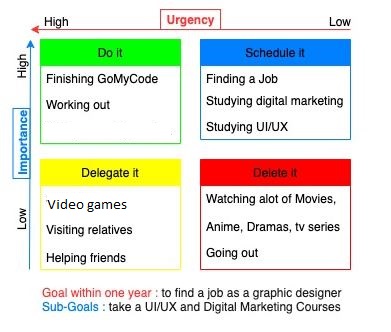 High Urgency Low
High
Importance
Low
Do it
Finishing GoMyCode
Working out
Schedule it
Finding a Job
Studying digital marketing
Studying UI/UX
Delegate it
Video games
Visiting relatives
Helping friends
Delete it
Watching alot of Movies,
Anime, Dramas, tv series
Going out
Goal within one year : to find a job as a graphic designer
Sub-Goals : take a UI/UX and Digital Marketing Courses